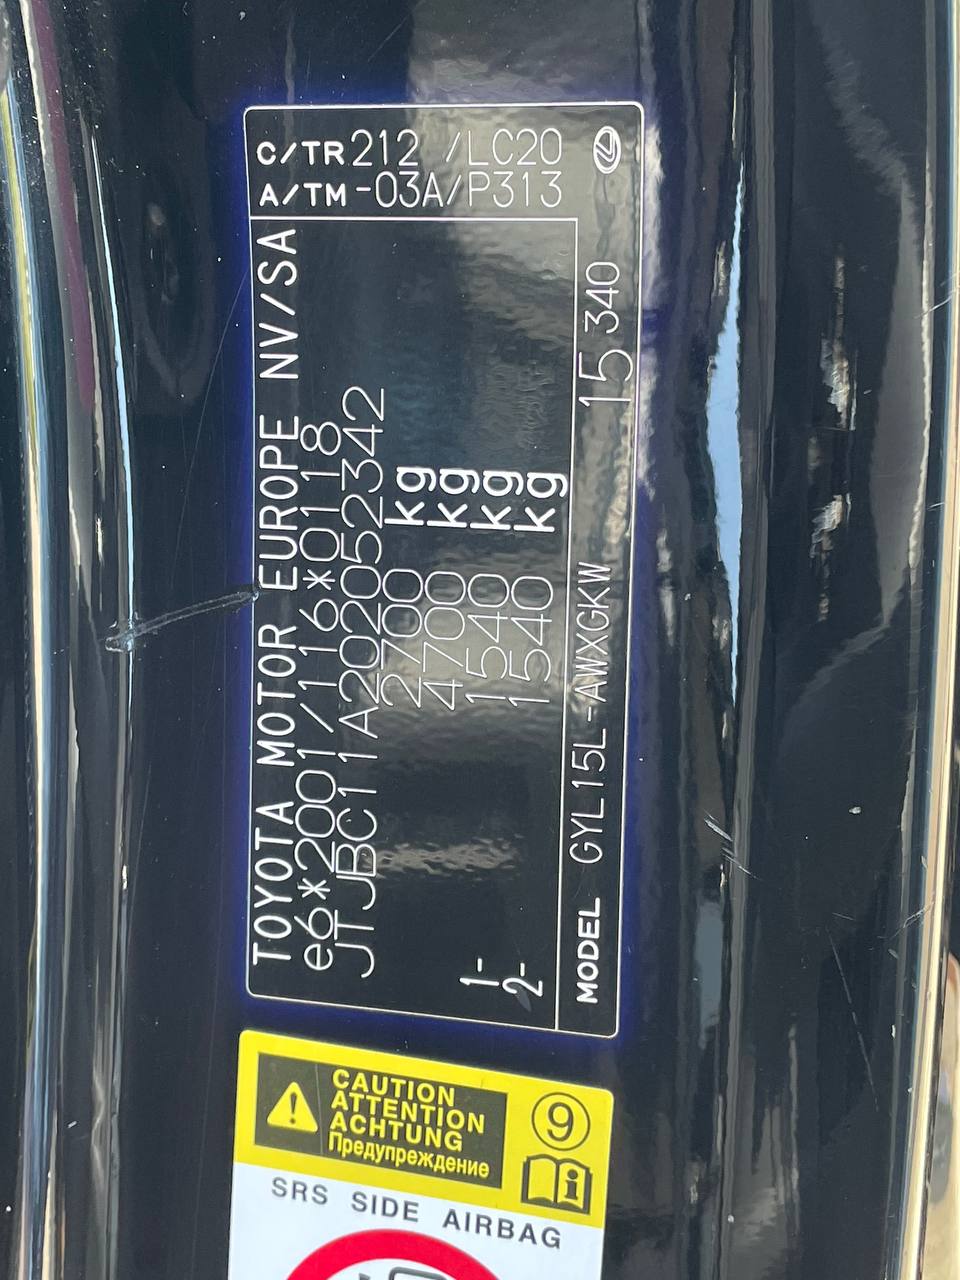 TOYOTA MOTOR EUROPE NV/SA
e6*2001/116*0118
JTJBC11A202052342
2700 kg
4700 kg
1- 1540 kg
2- 1540 kg
MODEL GYL15L-AWXGKW 15 340
C/TR 212 /LC20
A/TM -03A/P313
CAUTION
ATTENTION
ACHTUNG
Предупреждение
9
i
SRS SIDE AIRBAG